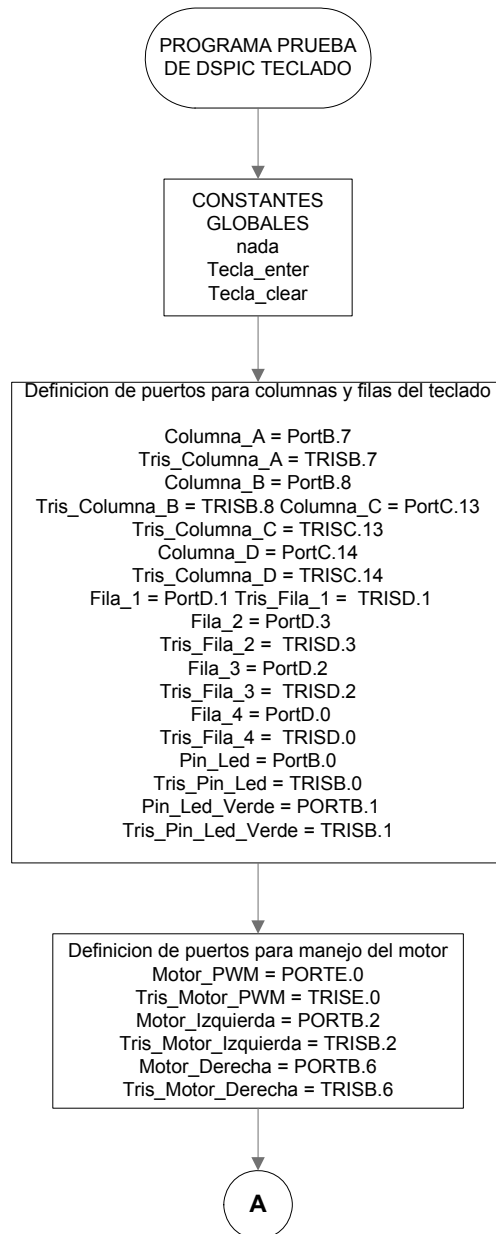 PROGRAMA PRUEBA
DE DSPIC TECLADO
CONSTANTES
GLOBALES
nada
Tecla_enter
Tecla_clear
Definicion de puertos para columnas y filas del teclado
Columna_A = PortB.7
Tris_Columna_A = TRISB.7
Columna_B = PortB.8
Tris_Columna_B = TRISB.8 Columna_C = PortC.13
Tris_Columna_C = TRISC.13
Columna_D = PortC.14
Tris_Columna_D = TRISC.14
Fila_1 = PortD.1 Tris_Fila_1 =  TRISD.1
Fila_2 = PortD.3
Tris_Fila_2 =  TRISD.3
Fila_3 = PortD.2
Tris_Fila_3 =  TRISD.2
Fila_4 = PortD.0
Tris_Fila_4 =  TRISD.0
Pin_Led = PortB.0
Tris_Pin_Led = TRISB.0
Pin_Led_Verde = PORTB.1
Tris_Pin_Led_Verde = TRISB.1
Definicion de puertos para manejo del motor
Motor_PWM = PORTE.0
Tris_Motor_PWM = TRISE.0
Motor_Izquierda = PORTB.2
Tris_Motor_Izquierda = TRISB.2
Motor_Derecha = PORTB.6
Tris_Motor_Derecha = TRISB.6
A